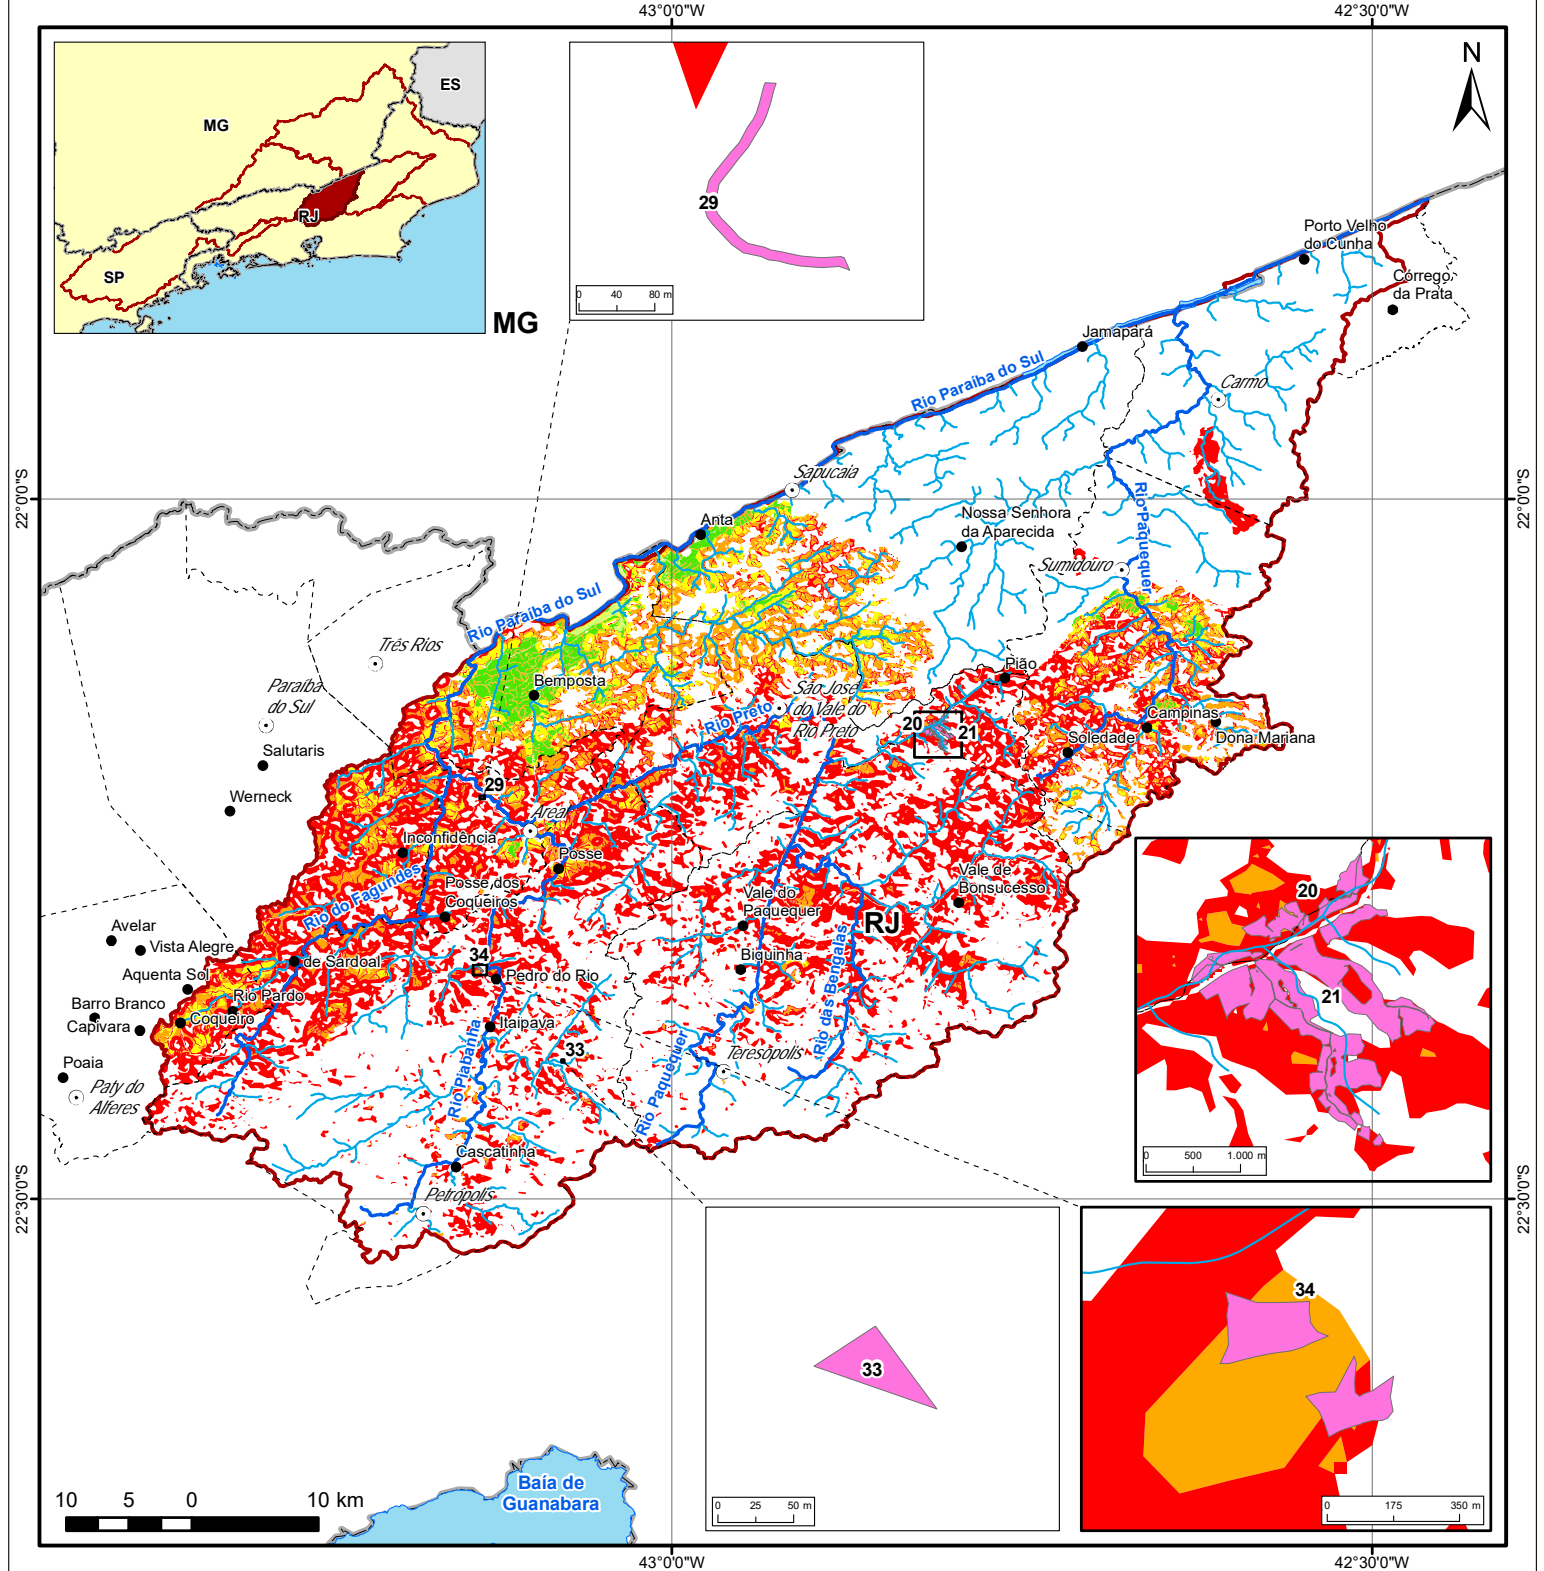 43°0'0"W
42°30'0"W
N
ES
MG
RJ
SP
29
0 40 80 m
MG
Porto Velho
do Cunha
Córrego
da Prata
Jamapará
Rio Paraíba do Sul
Carmo
Sapucaia
22°0'0"S
22°0'0"S
Anta
Nossa Senhora
da Aparecida
Rio Paquequer
Sumidouro
Rio Paraíba do Sul
Três Rios
Pião
Paraíba
do Sul
Bemposta
São José
do Vale do
Rio Preto
Rio Preto
20
21
Campinas
Dona Mariana
Soledade
Salutaris
29
Werneck
Areal
Inconfidência
Posse
Posse dos
Coqueiros
Rio do Fagundes
Vale do
Paquequer
Vale de
Bonsucesso
RJ
20
21
0 500 1.000 m
Avelar
Vista Alegre
de Sardoal
34
Pedro do Rio
Biquinha
Rio das Bengalas
Aquenta Sol
Rio Pardo
Barro Branco
Coqueiro
Capivara
Itaipava
33
Teresópolis
Rio Piabanha
Rio Paquequer
Poaia
Paty do
Alferes
Cascatinha
Petrópolis
22°30'0"S
22°30'0"S
34
0 175 350 m
33
0 25 50 m
Baía de
Guanabara
10 5 0 10 km
43°0'0"W
42°30'0"W